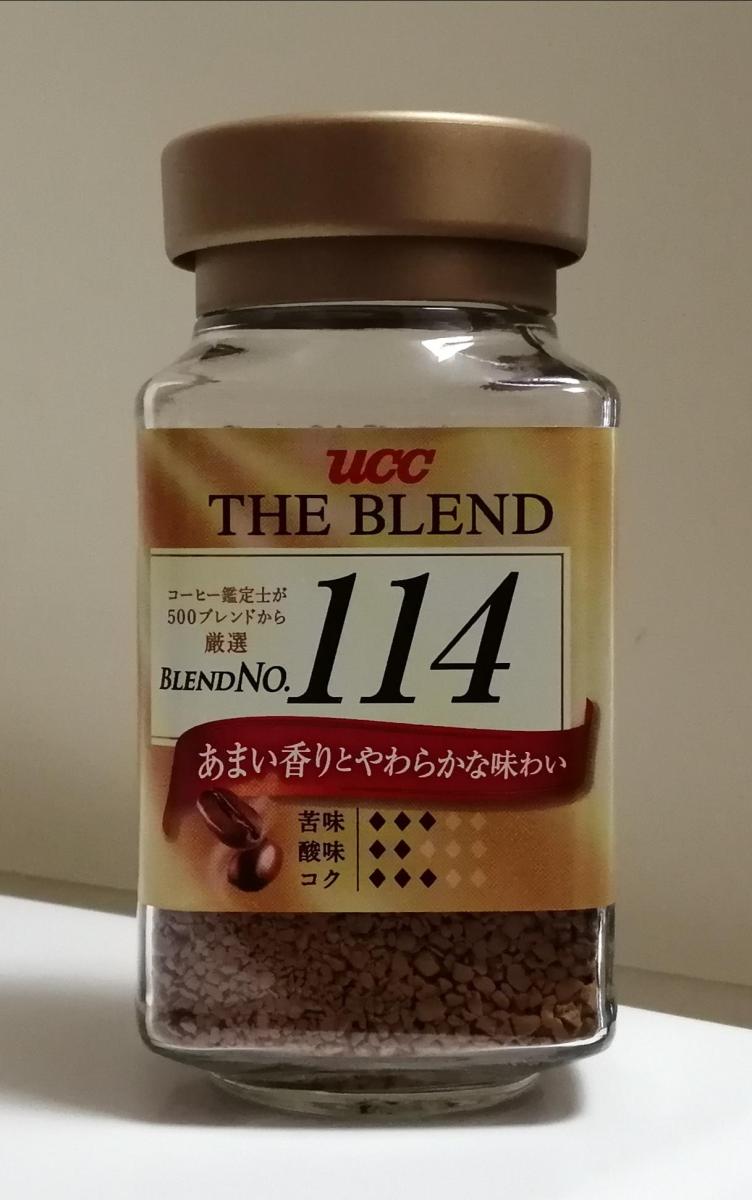 UCC
THE BLEND
コーヒー鑑定士が
500ブレンドから
厳選
BLEND NO. 114
あまい香りとやわらかな味わい
苦味
酸味
コク